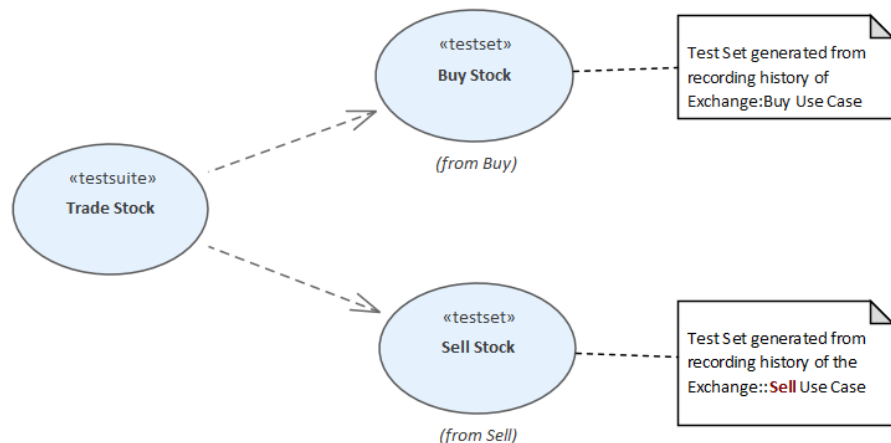 «testset»
Buy Stock
(from Buy)
Test Set generated from
recording history of
Exchange:Buy Use Case
«testsuite»
Trade Stock
«testset»
Sell Stock
(from Sell)
Test Set generated from
recording history of the
Exchange::Sell Use Case